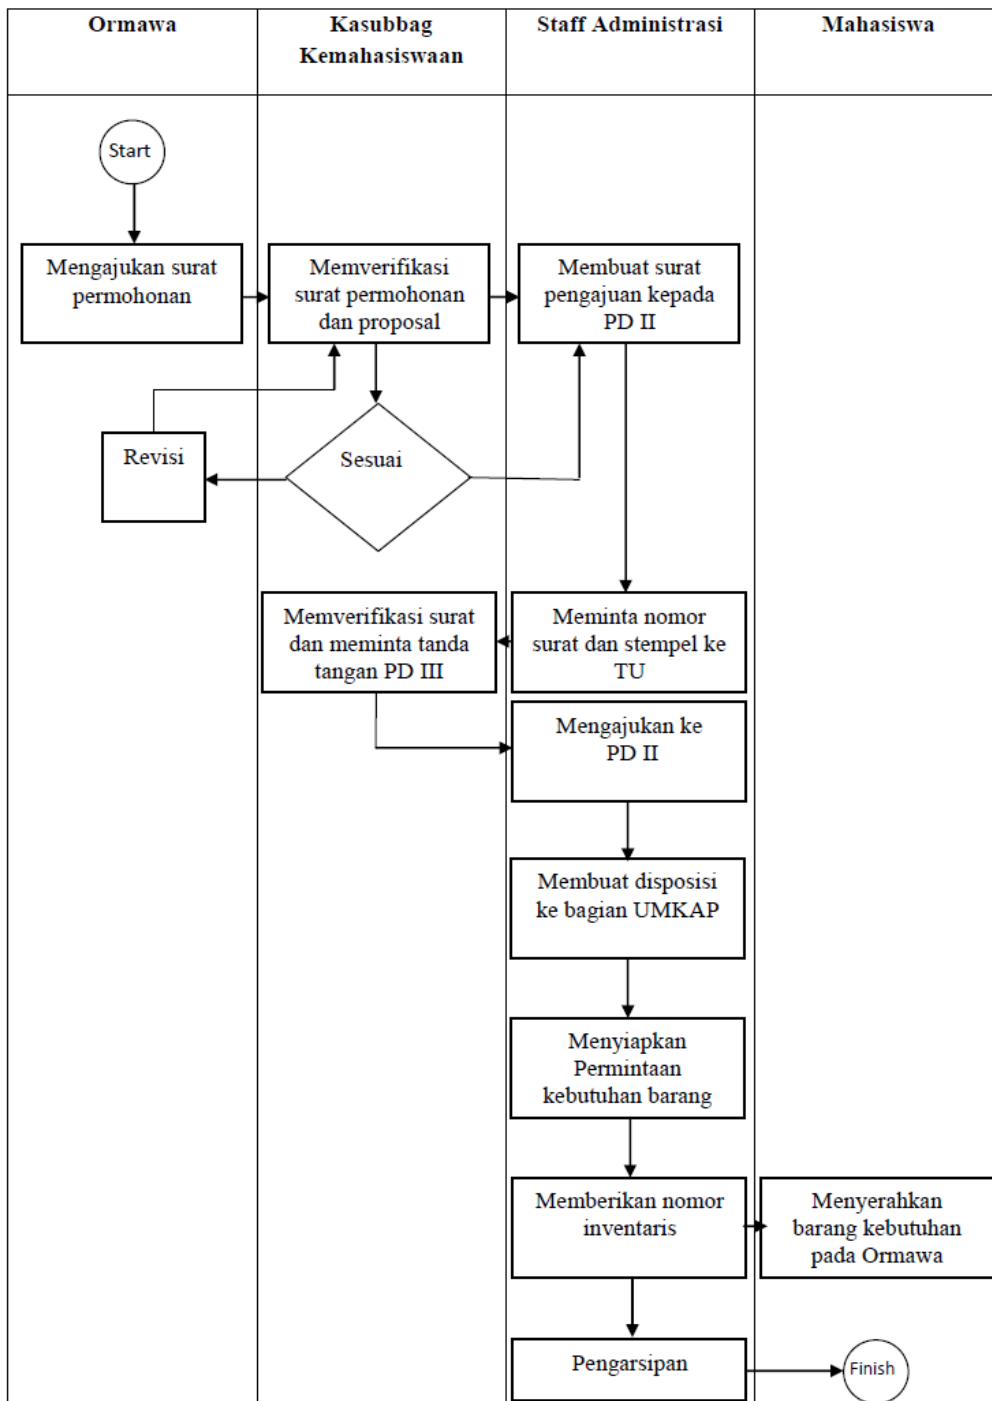 Ormawa
Kasubbag
Kemahasiswaan
Staff Administrasi
Mahasiswa
Start
Mengajukan surat
permohonan
Memverifikasi
surat permohonan
dan proposal
Membuat surat
pengajuan kepada
PD II
Revisi
Sesuai
Memverifikasi surat
dan meminta tanda
tangan PD III
Meminta nomor
surat dan stempel ke
TU
Mengajukan ke
PD II
Membuat disposisi
ke bagian UMKAP
Menyiapkan
Permintaan
kebutuhan barang
Memberikan nomor
inventaris
Menyerahkan
barang kebutuhan
pada Ormawa
Pengarsipan
Finish